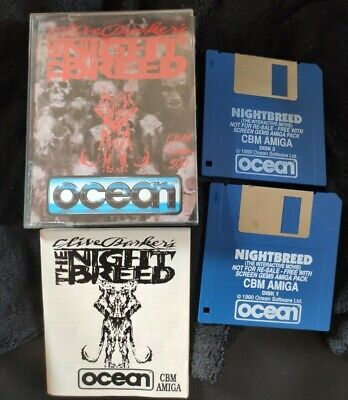 Clive Barker's
THE NIGHT
BREED
ocean
NIGHTBREED
(THE INTERACTIVE MOVIE)
NOT FOR RE-SALE - FREE WITH
SCREEN GEMS AMIGA PACK
CBM AMIGA
DISK 2
© 1990 Ocean Software Ltd.
ocean
Clive Barker's
THE NIGHT
BREED
ocean
CBM
AMIGA
NIGHTBREED
(THE INTERACTIVE MOVIE)
NOT FOR RE-SALE - FREE WITH
SCREEN GEMS AMIGA PACK
CBM AMIGA
DISK 1
© 1990 Ocean Software Ltd.
ocean